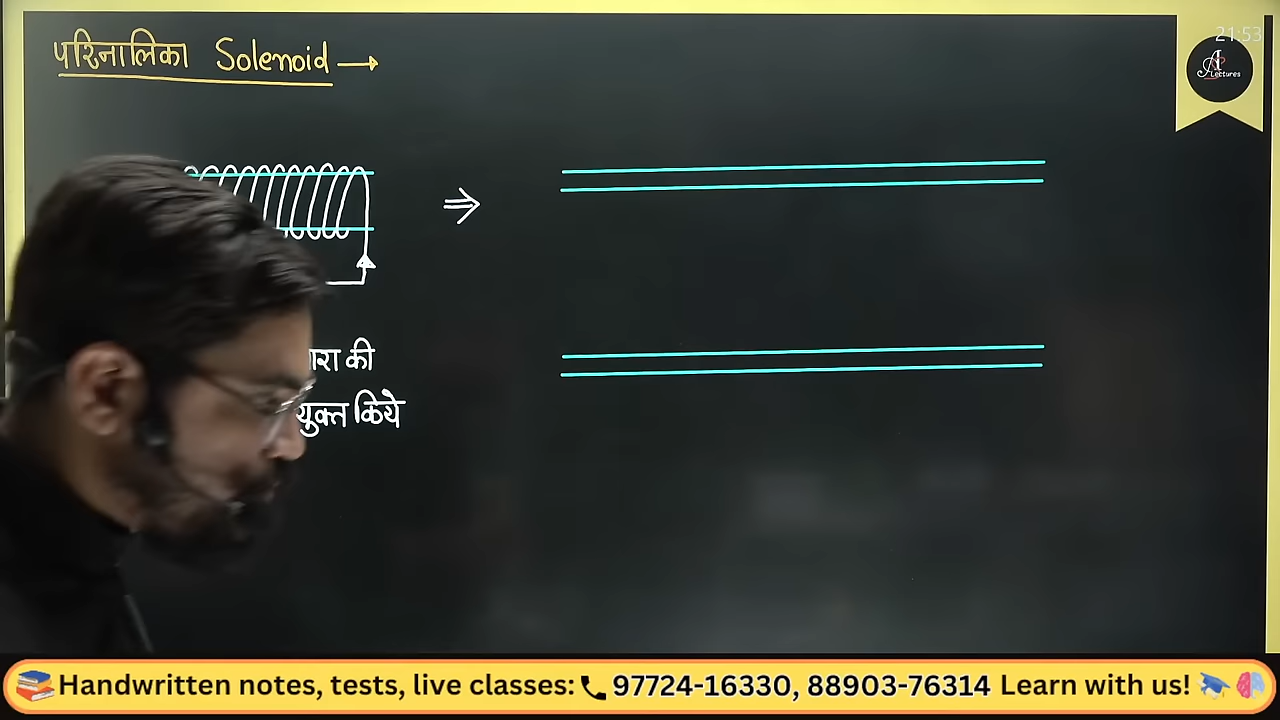 परिनालिका Solenoid
21:53
Lectures
की
युक्त किये
Handwritten notes, tests, live classes: 97724-16330, 88903-76314 Learn with us!